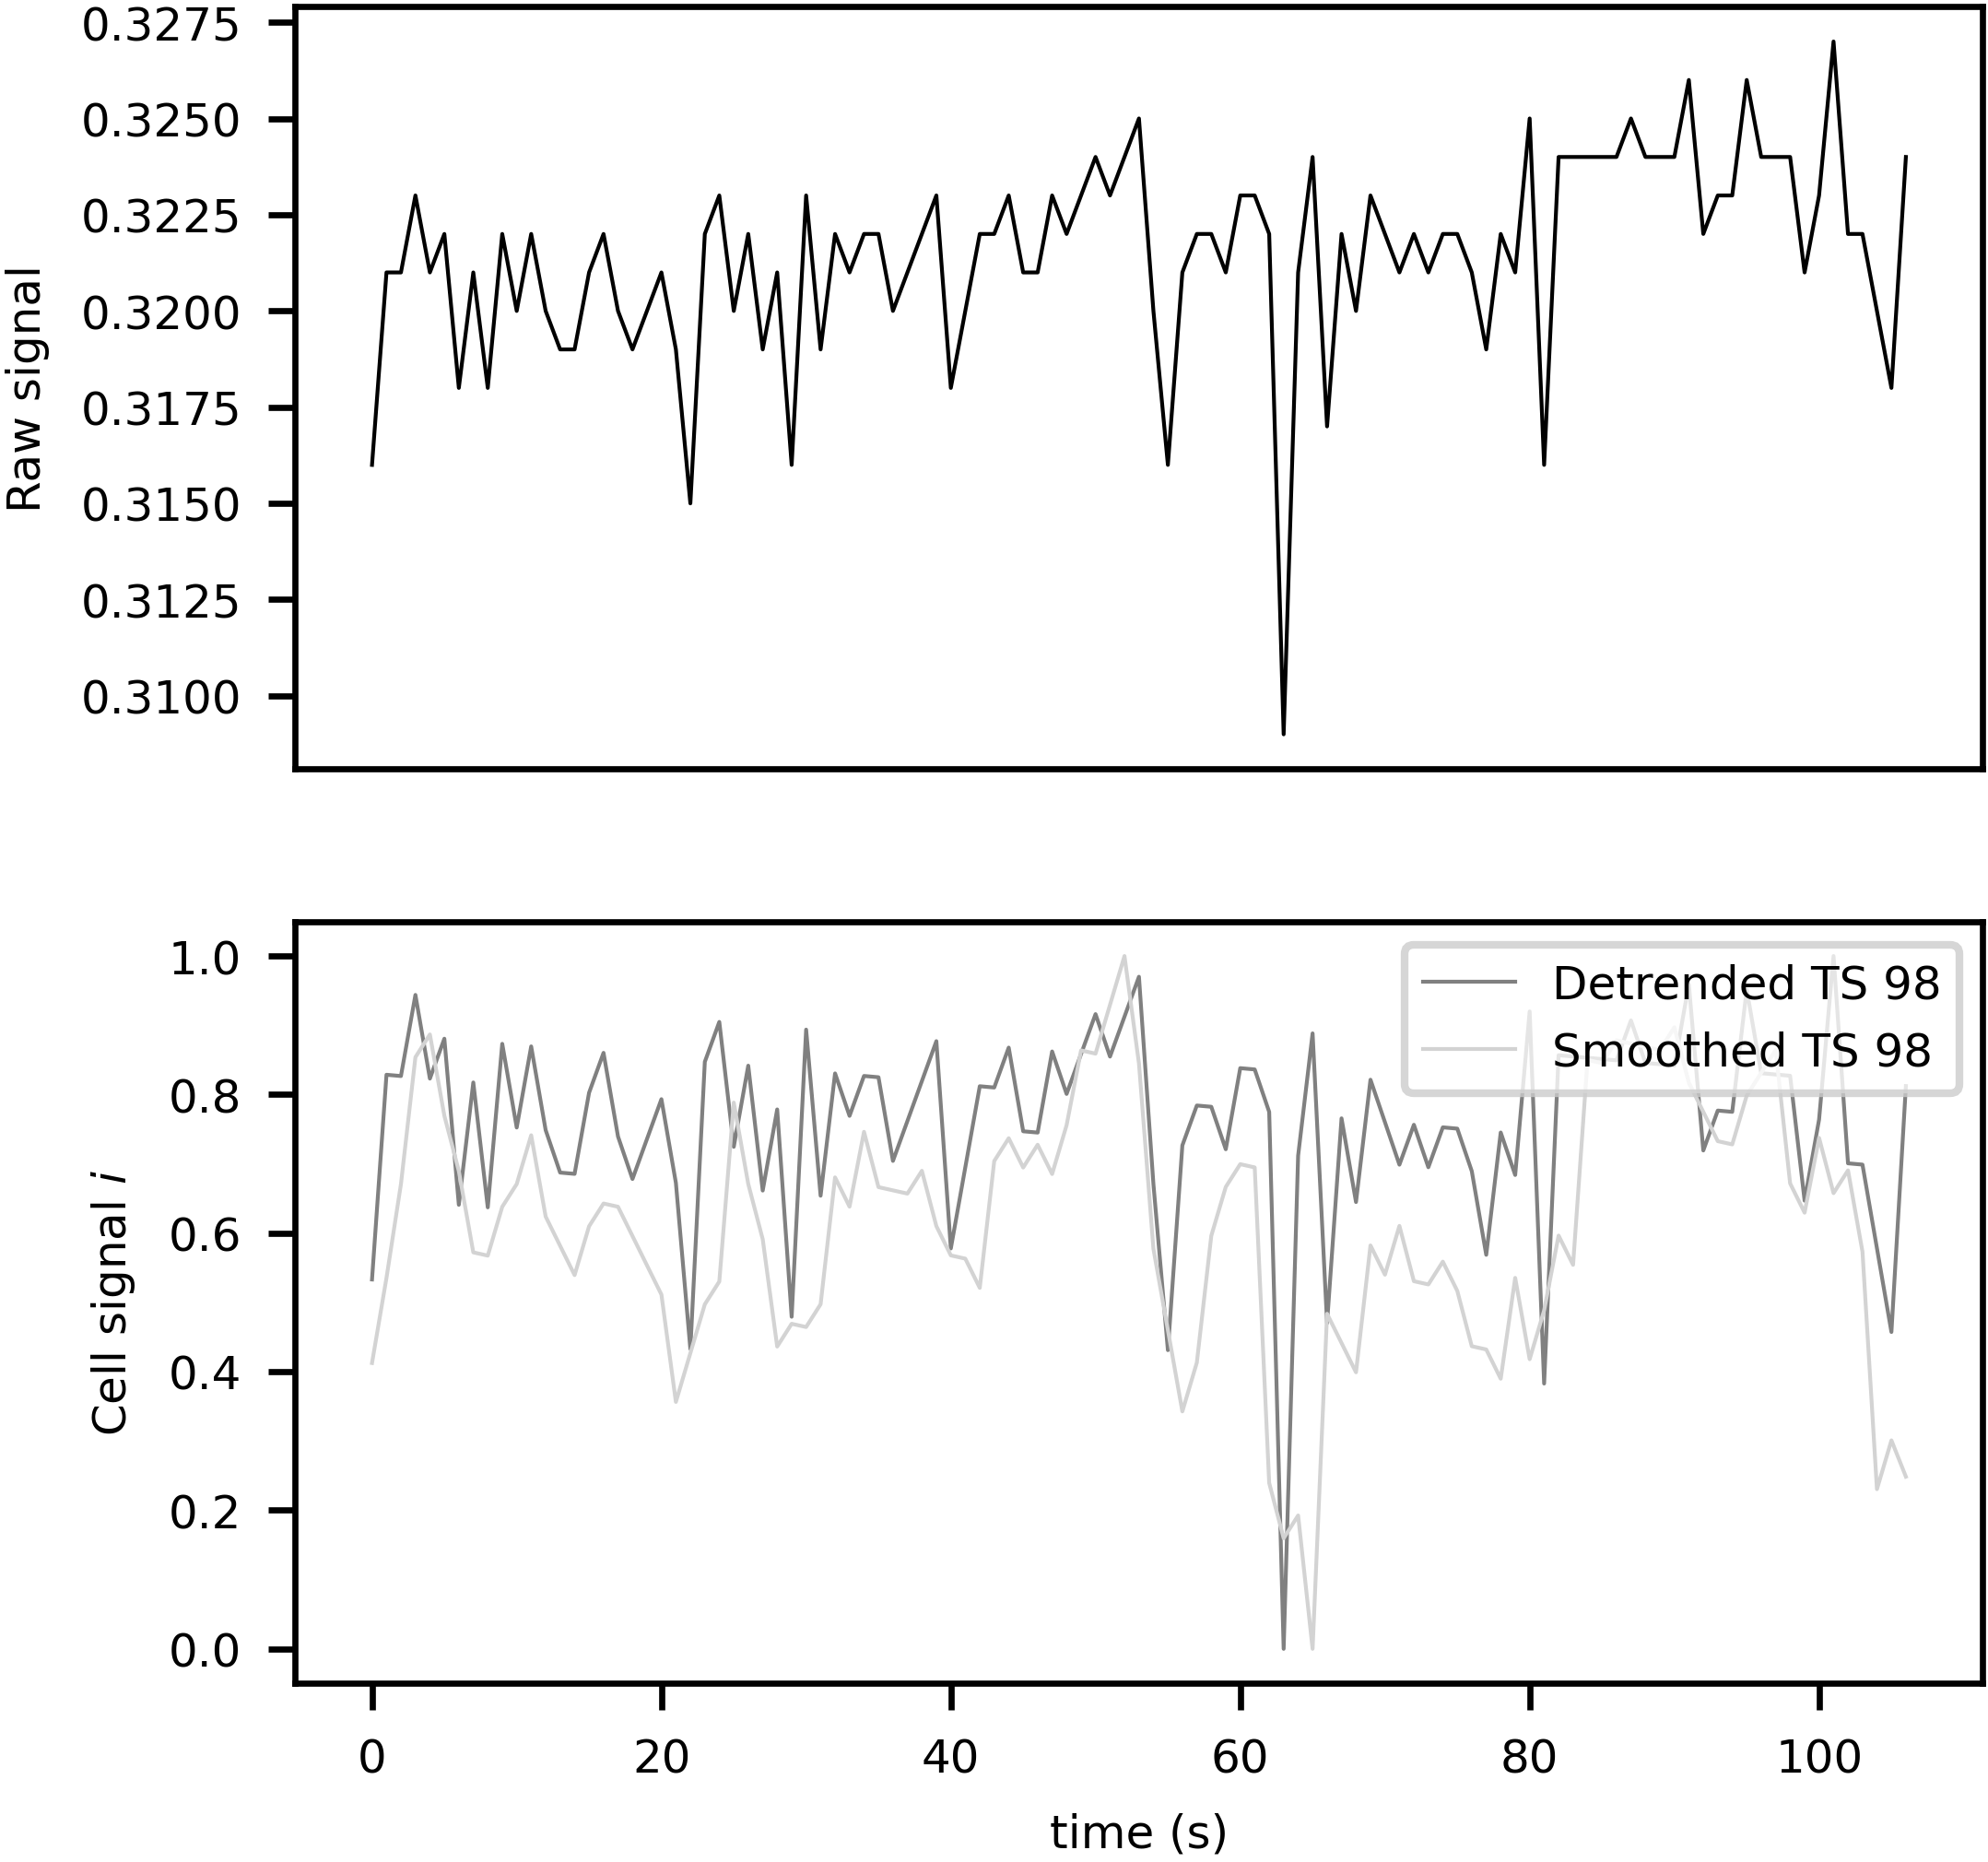 0.3275
0.3250
0.3225
0.3200
0.3175
0.3150
0.3125
0.3100
Raw signal
1.0
0.8
0.6
0.4
0.2
0.0
Cell signal i
Detrended TS 98
Smoothed TS 98
0 20 40 60 80 100
time (s)